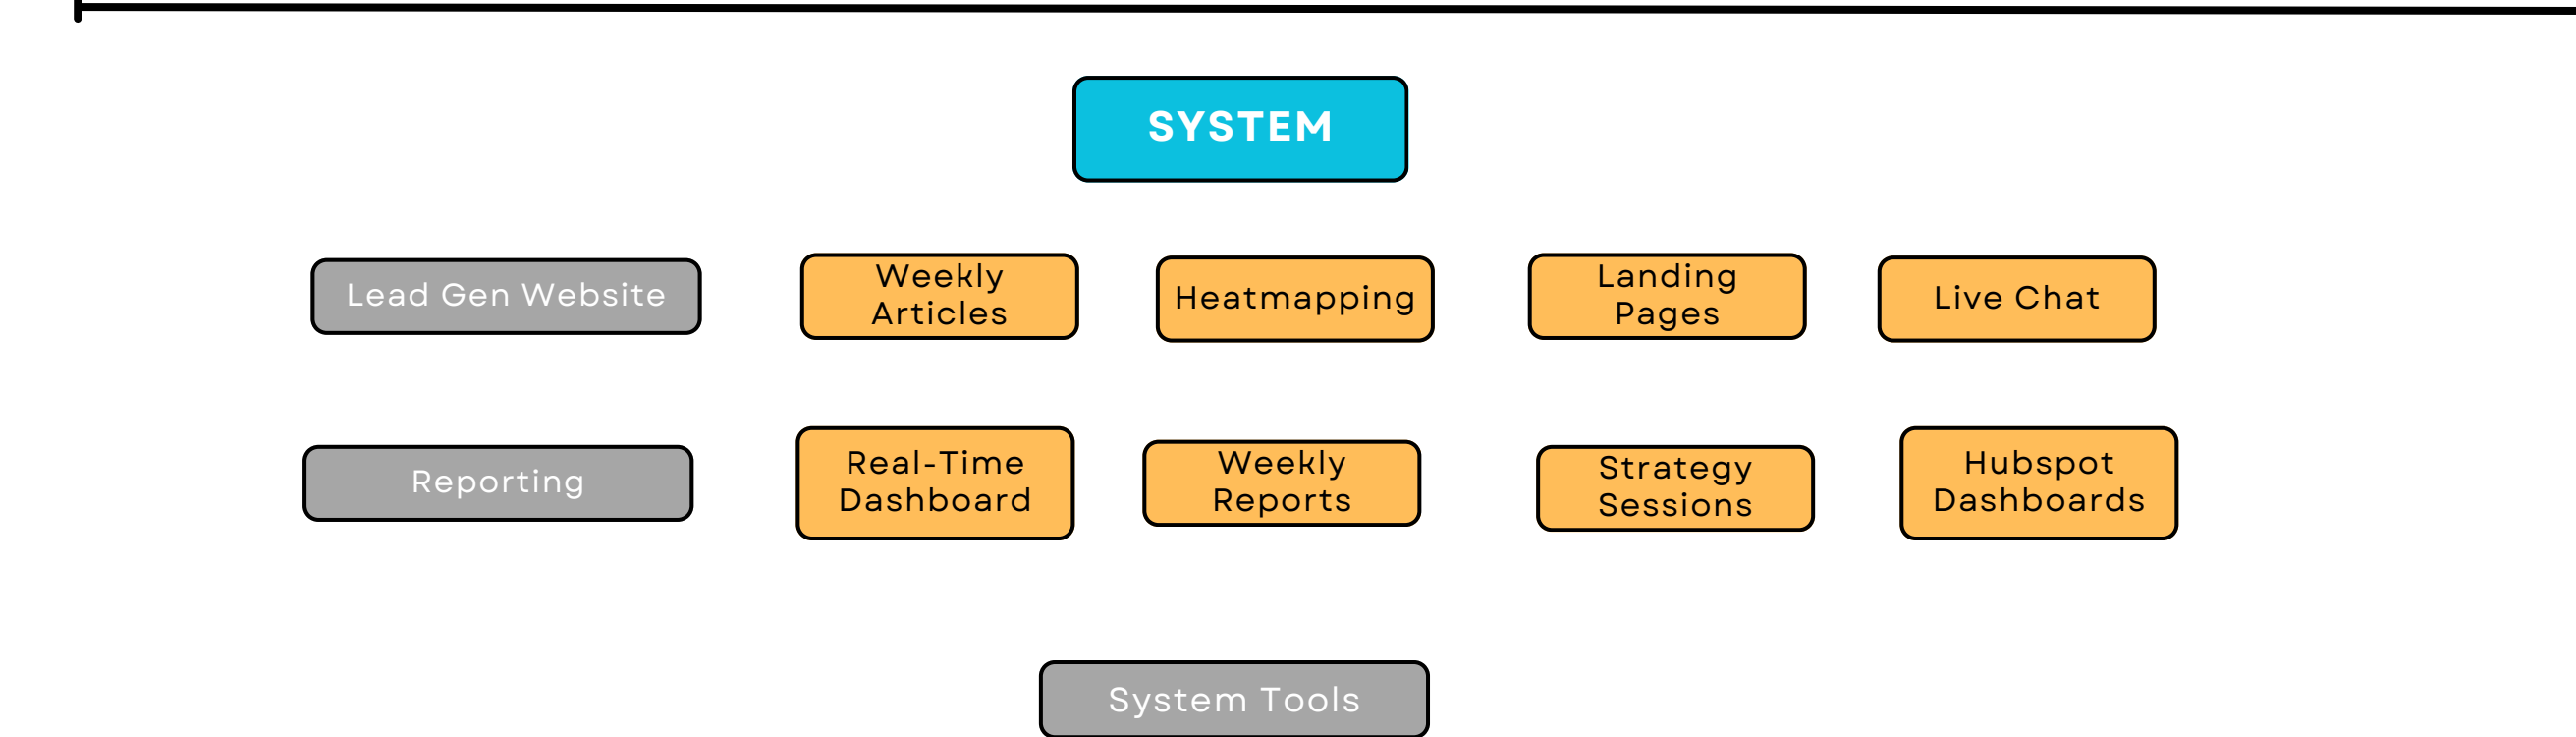 SYSTEM
Lead Gen Website
Weekly
Articles
Heatmapping
Landing
Pages
Live Chat
Reporting
Real-Time
Dashboard
Weekly
Reports
Strategy
Sessions
Hubspot
Dashboards
System Tools